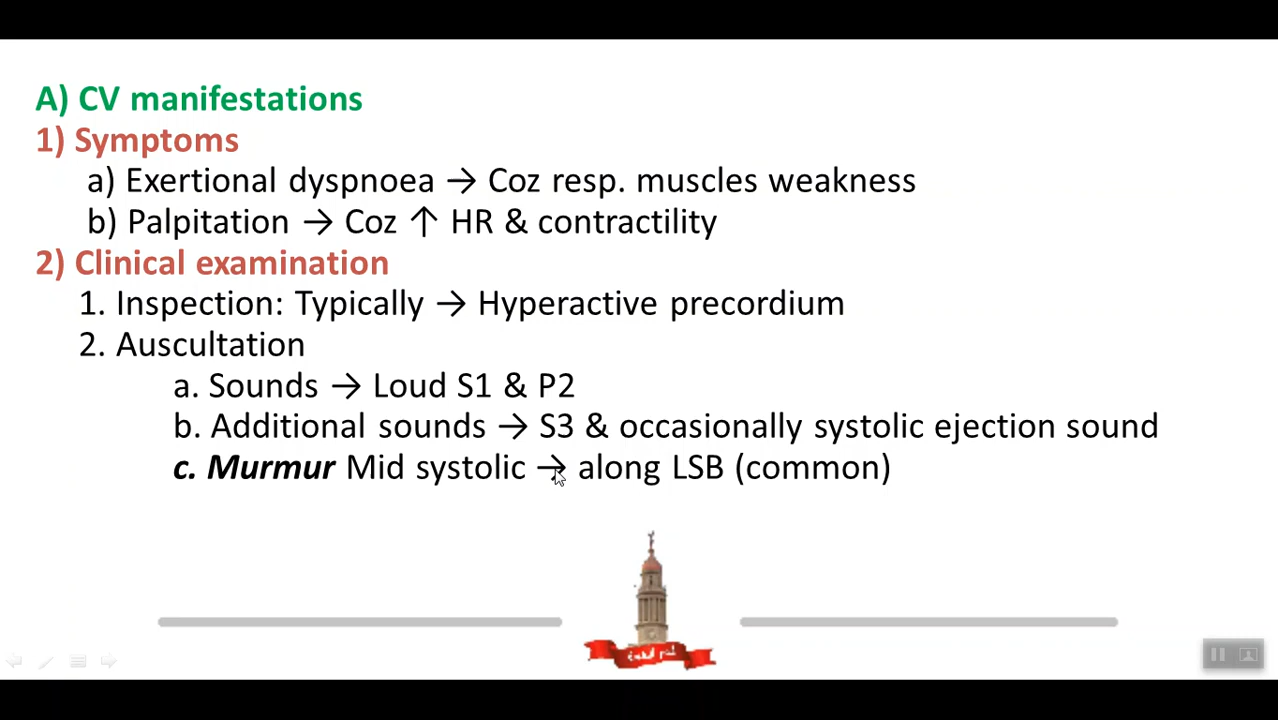 A) CV manifestations
1) Symptoms
a) Exertional dyspnoea → Coz resp. muscles weakness
b) Palpitation → Coz ↑ HR & contractility
2) Clinical examination
1. Inspection: Typically → Hyperactive precordium
2. Auscultation
a. Sounds → Loud S1 & P2
b. Additional sounds → S3 & occasionally systolic ejection sound
c. Murmur Mid systolic → along LSB (common)